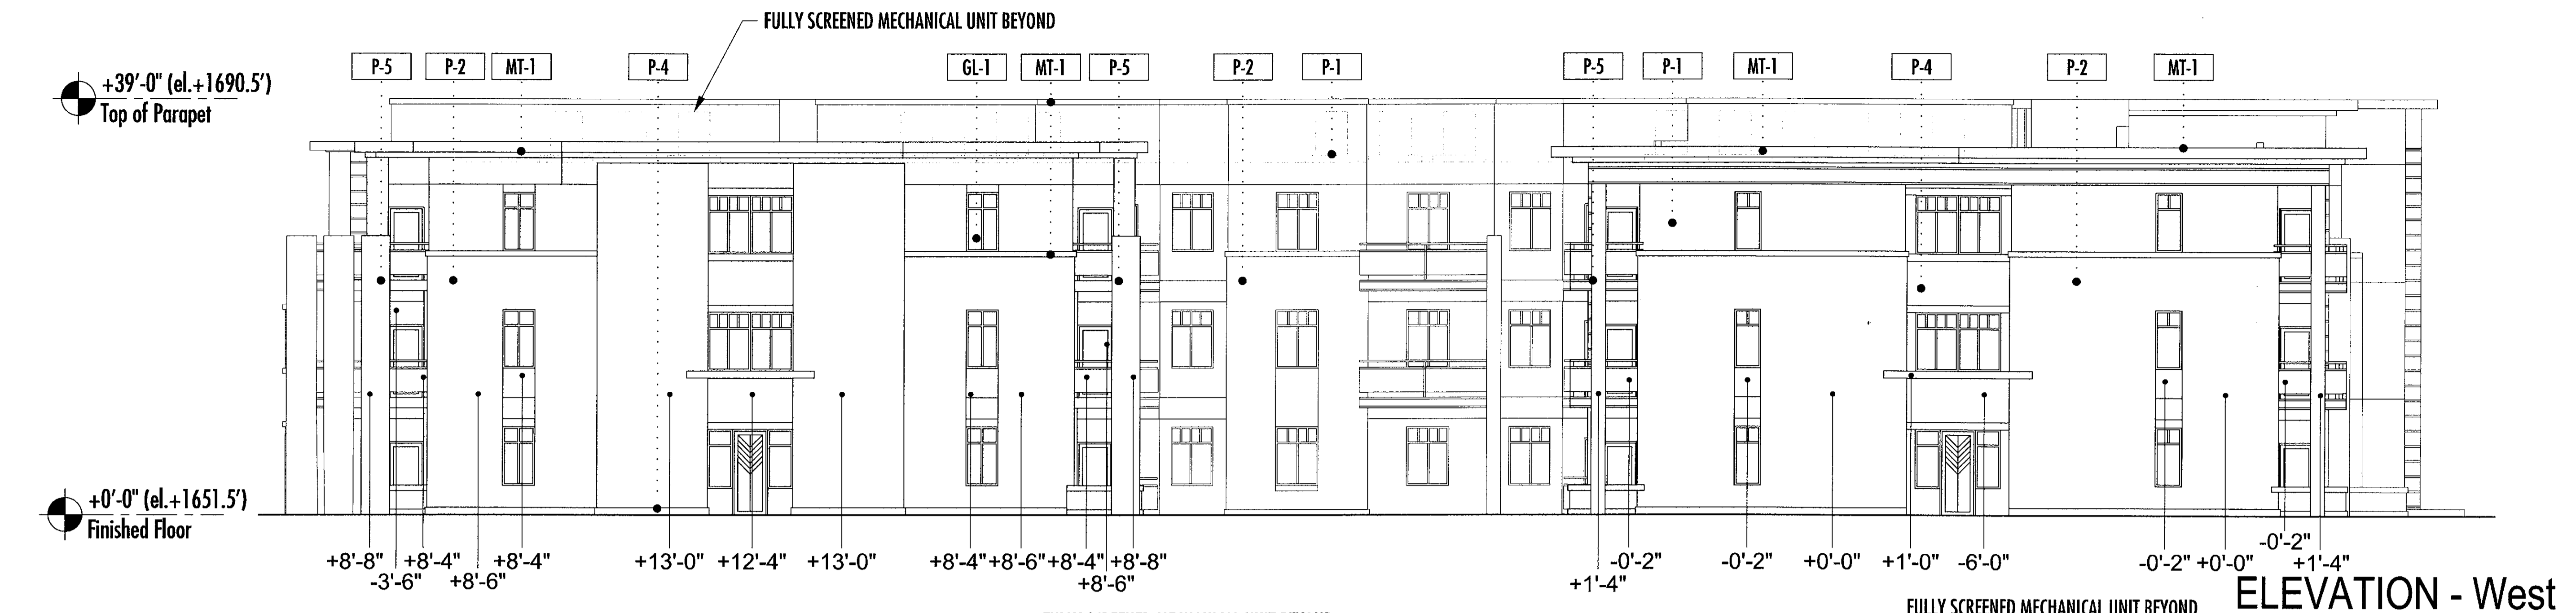 FULLY SCREENED MECHANICAL UNIT BEYOND
P-5 P-2 MT-1 P-4 GL-1 MT-1 P-5 P-2 P-1 P-5 P-1 MT-1 P-4 P-2 MT-1
+39'-0" (el.+1690.5')
Top of Parapet
+0'-0" (el.+1651.5')
Finished Floor
+8'-8" +8'-4" +8'-4" +13'-0" +12'-4" +13'-0" +8'-4" +8'-6" +8'-4" +8'-8" -0'-2" -0'-2" +0'-0" +1'-0" -6'-0" -0'-2" +0'-0" -0'-2" +1'-4"
-3'-6" +8'-6" +8'-6" +1'-4"
ELEVATION - West
FULLY SCREENED MECHANICAL UNIT BEYOND